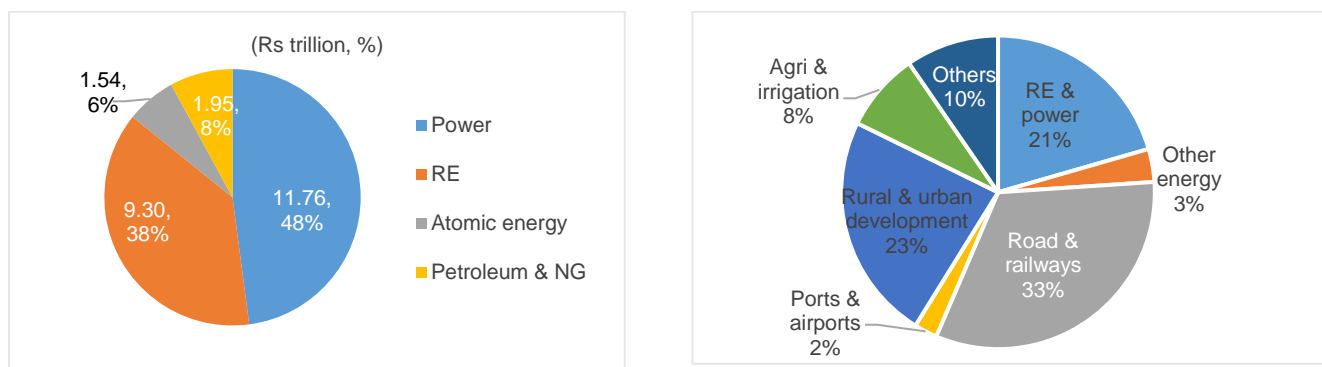 (Rs trillion, %)
1.54,
6%
1.95,
8%
11.76,
48%
9.30,
38%
Power
RE
Atomic energy
Petroleum & NG
Agri &
irrigation
8%
Others
10%
RE &
power
21%
Other
energy
3%
Rural & urban
development
23%
Road &
railways
33%
Ports &
airports
2%